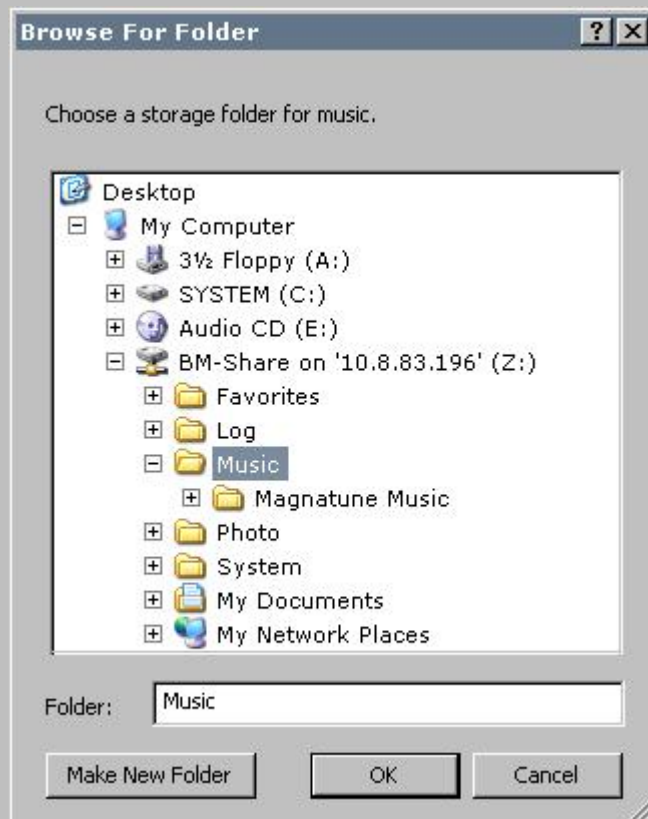 Browse For Folder
Choose a storage folder for music.
Desktop
My Computer
3½ Floppy (A:)
SYSTEM (C:)
Audio CD (E:)
BM-Share on '10.8.83.196' (Z:)
Favorites
Log
Music
Magnatune Music
Photo
System
My Documents
My Network Places
Folder: Music
Make New Folder OK Cancel